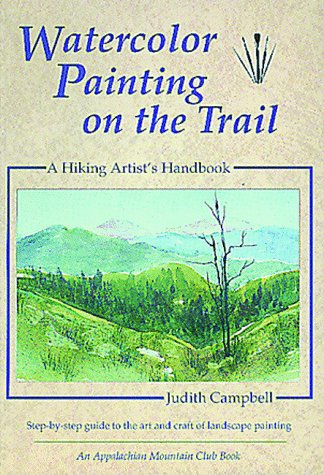 Watercolor
Painting
on the Trail
A Hiking Artist's Handbook
Judith Campbell
Step-by-step guide to the art and craft of landscape painting
An Appalachian Mountain Club Book